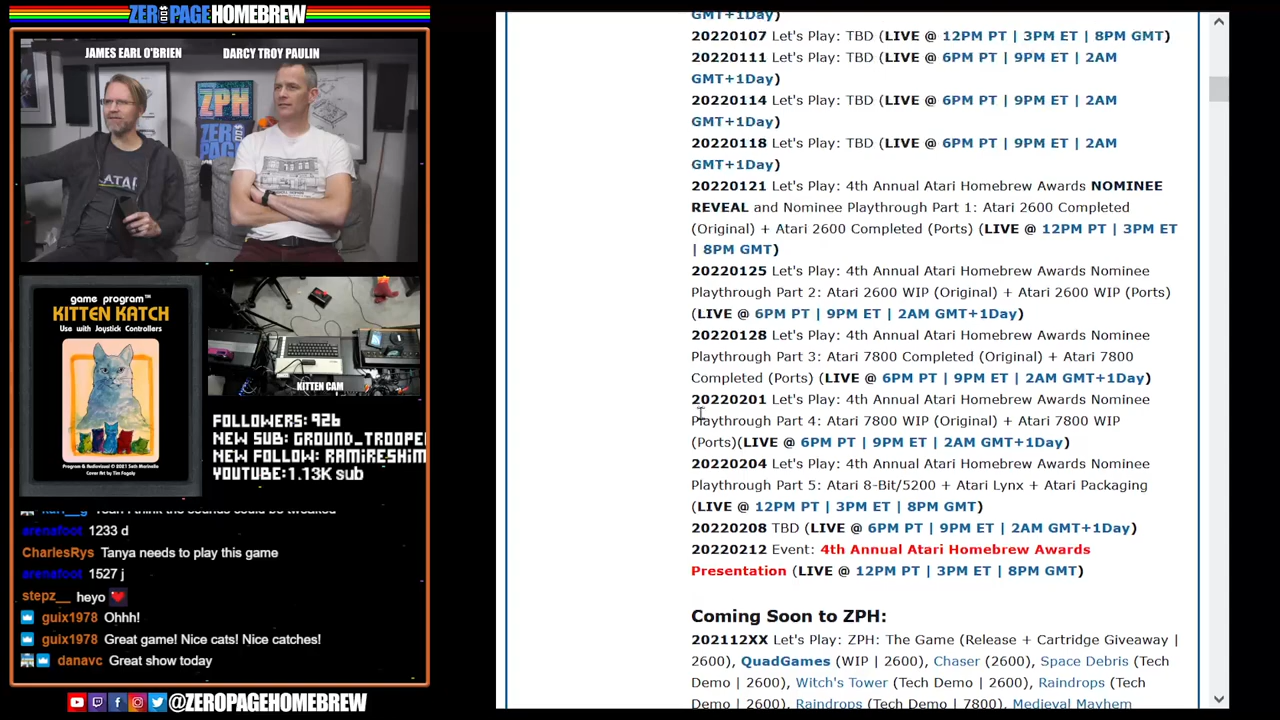 ZEROPAGEHOMEBREW
JAMES EARL O'BRIEN
DARCY TROY PAULIN
ZPH
ATARI
game program™
KITTEN KATCH
Use with Joystick Controllers
KITTEN CAM
FOLLOWERS: 926
NEW SUB: GROUND_TROOPE
NEW FOLLOW: RAMIRESHIM
YOUTUBE: 1.13K sub
arenafoot 1233 d
CharlesRys Tanya needs to play this game
arenafoot 1527 j
stepz__ heyo
guix1978 Ohhh!
guix1978 Great game! Nice cats! Nice catches!
danavc Great show today
@ZEROPAGEHOMEBREW
GMT+1Day)
20220107 Let's Play: TBD (LIVE @ 12PM PT | 3PM ET | 8PM GMT)
20220111 Let's Play: TBD (LIVE @ 6PM PT | 9PM ET | 2AM
GMT+1Day)
20220114 Let's Play: TBD (LIVE @ 6PM PT | 9PM ET | 2AM
GMT+1Day)
20220118 Let's Play: TBD (LIVE @ 6PM PT | 9PM ET | 2AM
GMT+1Day)
20220121 Let's Play: 4th Annual Atari Homebrew Awards NOMINEE
REVEAL and Nominee Playthrough Part 1: Atari 2600 Completed
(Original) + Atari 2600 Completed (Ports) (LIVE @ 12PM PT | 3PM ET
| 8PM GMT)
20220125 Let's Play: 4th Annual Atari Homebrew Awards Nominee
Playthrough Part 2: Atari 2600 WIP (Original) + Atari 2600 WIP (Ports)
(LIVE @ 6PM PT | 9PM ET | 2AM GMT+1Day)
20220128 Let's Play: 4th Annual Atari Homebrew Awards Nominee
Playthrough Part 3: Atari 7800 Completed (Original) + Atari 7800
Completed (Ports) (LIVE @ 6PM PT | 9PM ET | 2AM GMT+1Day)
20220201 Let's Play: 4th Annual Atari Homebrew Awards Nominee
Playthrough Part 4: Atari 7800 WIP (Original) + Atari 7800 WIP
(Ports)(LIVE @ 6PM PT | 9PM ET | 2AM GMT+1Day)
20220204 Let's Play: 4th Annual Atari Homebrew Awards Nominee
Playthrough Part 5: Atari 8-Bit/5200 + Atari Lynx + Atari Packaging
(LIVE @ 12PM PT | 3PM ET | 8PM GMT)
20220208 TBD (LIVE @ 6PM PT | 9PM ET | 2AM GMT+1Day)
20220212 Event: 4th Annual Atari Homebrew Awards
Presentation (LIVE @ 12PM PT | 3PM ET | 8PM GMT)
Coming Soon to ZPH:
202112XX Let's Play: ZPH: The Game (Release + Cartridge Giveaway |
2600), QuadGames (WIP | 2600), Chaser (2600), Space Debris (Tech
Demo | 2600), Witch's Tower (Tech Demo | 2600), Raindrops (Tech
Demo | 2600), Raindrops (Tech Demo | 7800), Medieval Mayhem